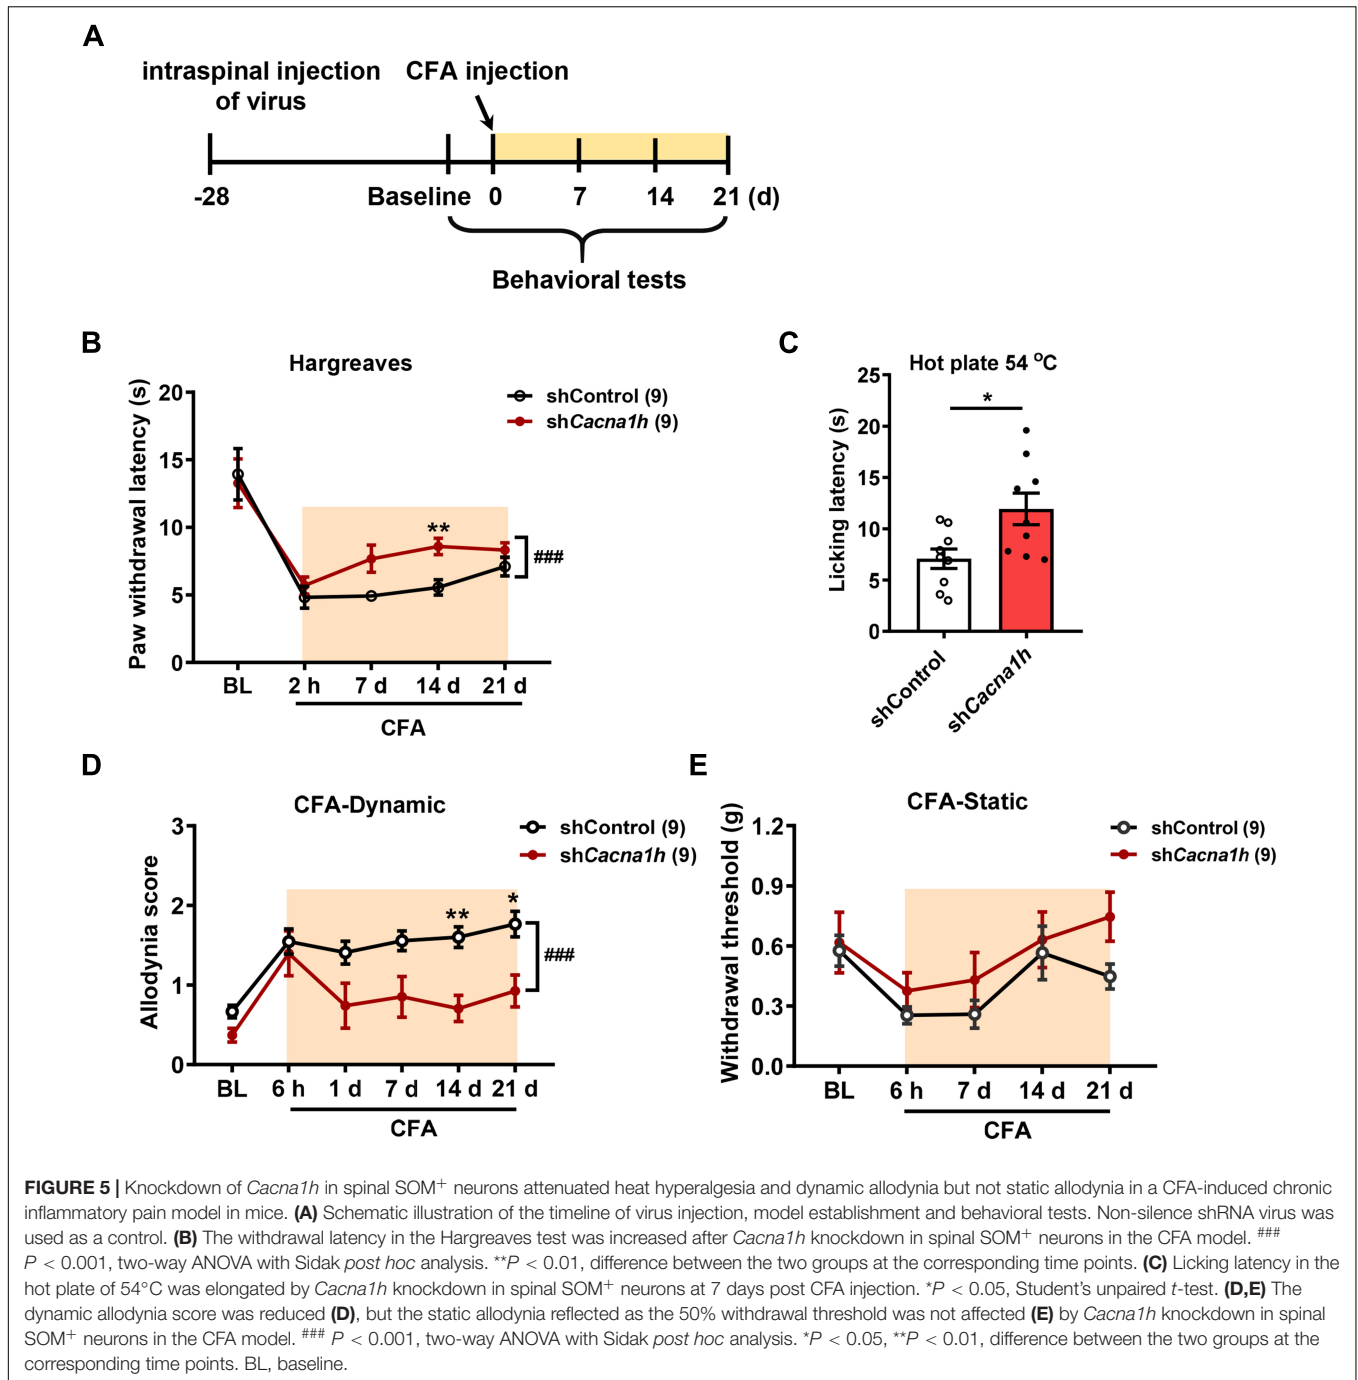 A
intraspinal injection
of virus
CFA injection
-28
Baseline
0
7
14
21 (d)
Behavioral tests
B
Hargreaves
Paw withdrawal latency (s)
20
15
10
5
0
shControl (9)
shCacna1h (9)
**
###
BL
2 h
7 d
14 d
21 d
CFA
C
Hot plate 54 °C
Licking latency (s)
25
20
15
10
5
0
*
shControl
shCacna1h
D
CFA-Dynamic
Allodynia score
3
2
1
0
shControl (9)
shCacna1h (9)
**
*
###
BL
6 h
1 d
7 d
14 d
21 d
CFA
E
CFA-Static
Withdrawal threshold (g)
1.2
0.9
0.6
0.3
0.0
shControl (9)
shCacna1h (9)
BL
6 h
7 d
14 d
21 d
CFA
FIGURE 5 | Knockdown of Cacna1h in spinal SOM+ neurons attenuated heat hyperalgesia and dynamic allodynia but not static allodynia in a CFA-induced chronic
inflammatory pain model in mice. (A) Schematic illustration of the timeline of virus injection, model establishment and behavioral tests. Non-silence shRNA virus was
used as a control. (B) The withdrawal latency in the Hargreaves test was increased after Cacna1h knockdown in spinal SOM+ neurons in the CFA model. ###
P < 0.001, two-way ANOVA with Sidak post hoc analysis. **P < 0.01, difference between the two groups at the corresponding time points. (C) Licking latency in the
hot plate of 54°C was elongated by Cacna1h knockdown in spinal SOM+ neurons at 7 days post CFA injection. *P < 0.05, Student's unpaired t-test. (D,E) The
dynamic allodynia score was reduced (D), but the static allodynia reflected as the 50% withdrawal threshold was not affected (E) by Cacna1h knockdown in spinal
SOM+ neurons in the CFA model. ### P < 0.001, two-way ANOVA with Sidak post hoc analysis. *P < 0.05, **P < 0.01, difference between the two groups at the
corresponding time points. BL, baseline.